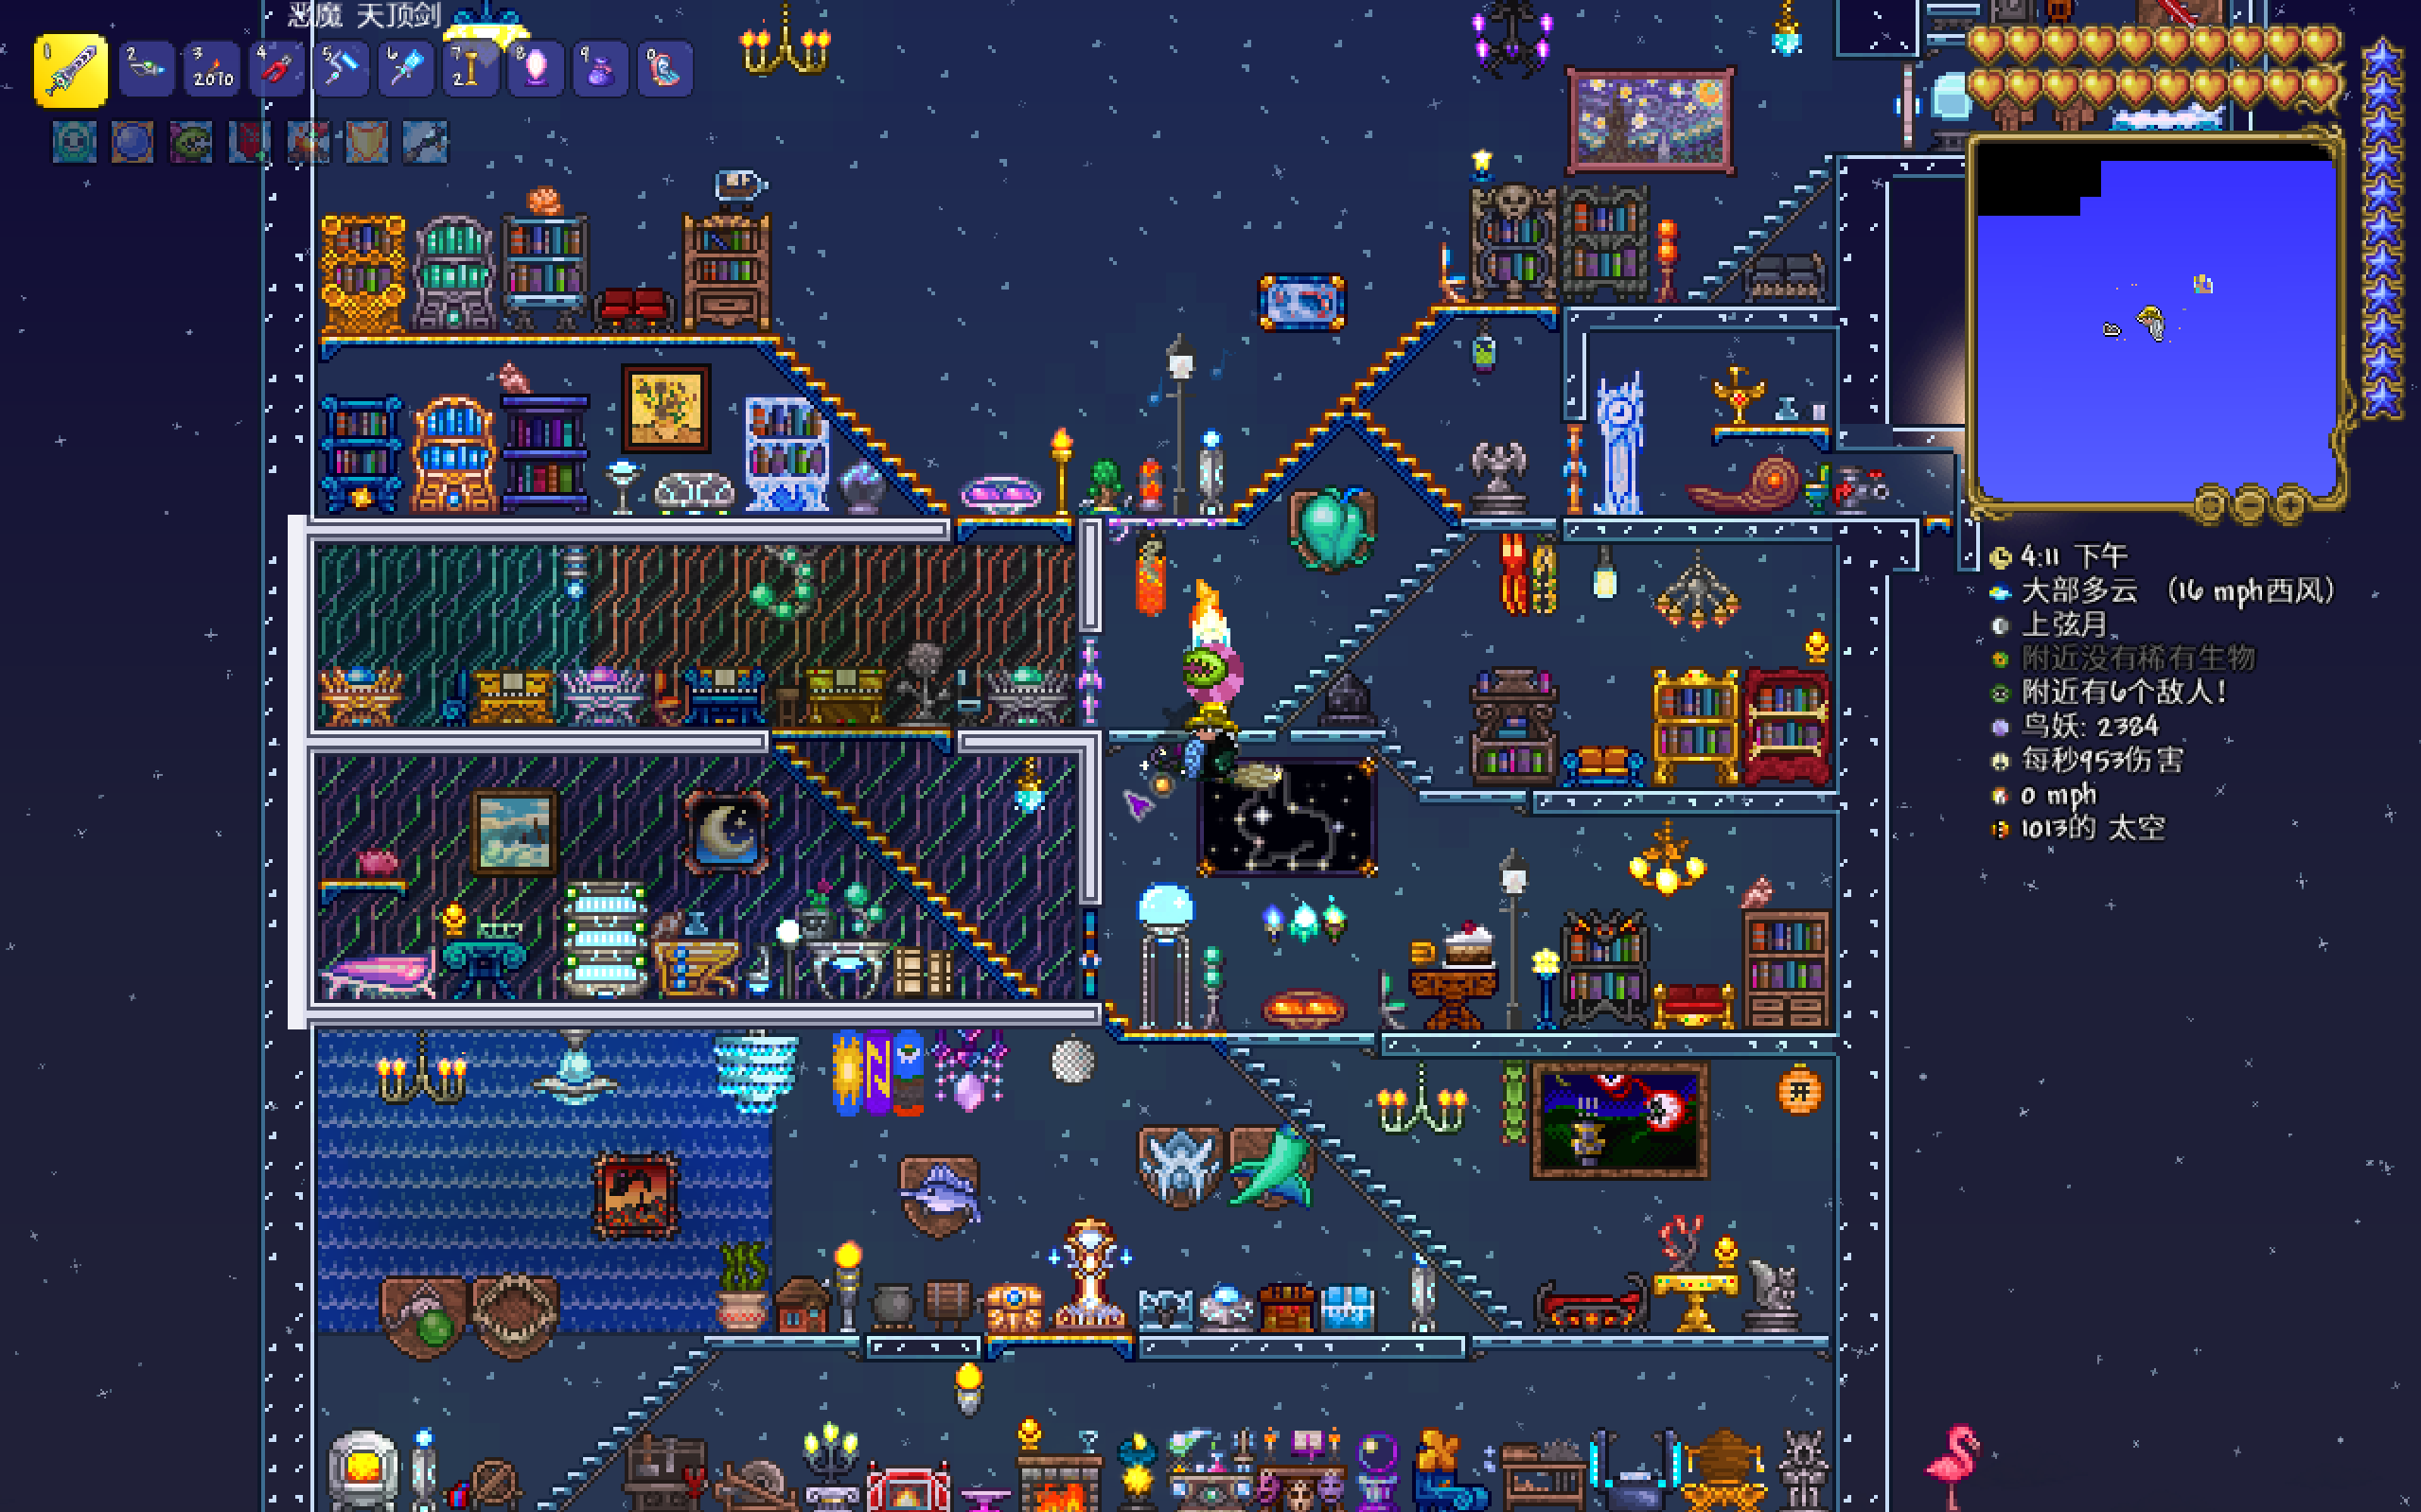 恶魔 天顶剑
1 2 3 4 5 6 7 8 9 0
2010 2
4:11 下午
大部多云 （16 mph西风）
上弦月
附近没有稀有生物
附近有6个敌人！
鸟妖: 2384
每秒953伤害
0 mph
1013的 太空